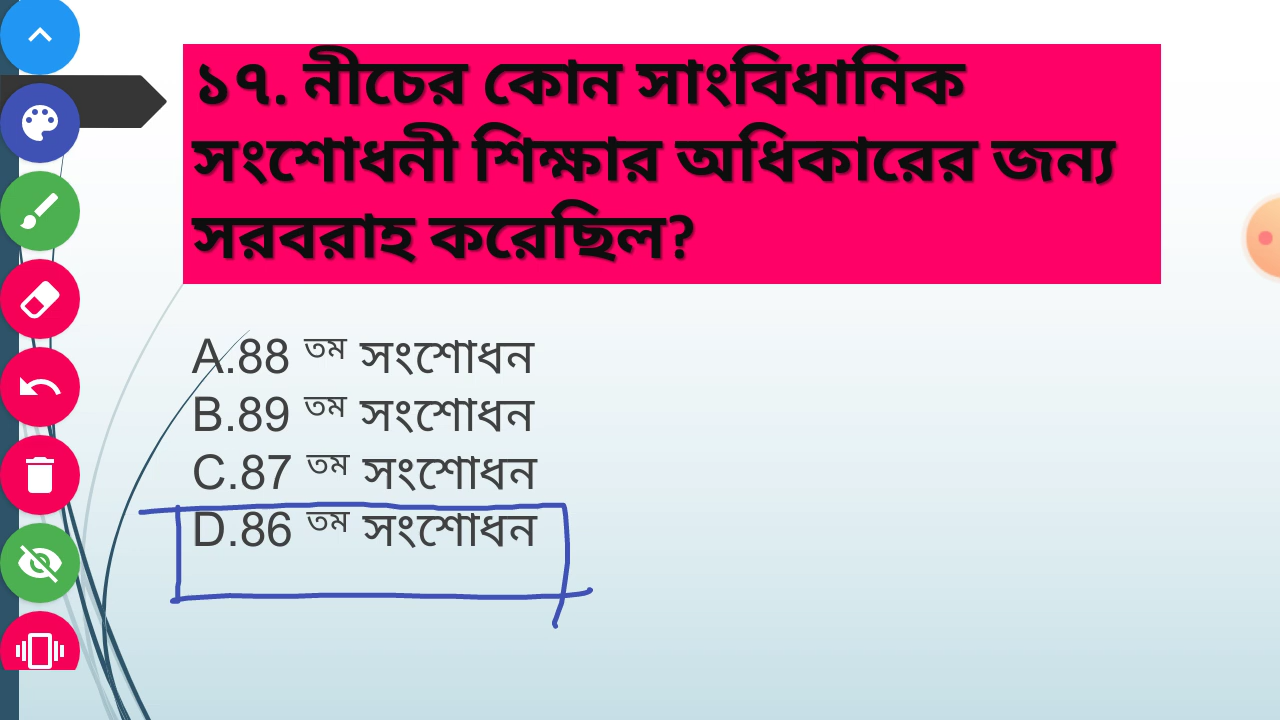 ১৭. নীচের কোন সাংবিধানিক
সংশোধনী শিক্ষার অধিকারের জন্য
সরবরাহ করেছিল?
A.88 তম সংশোধন
B.89 তম সংশোধন
C.87 তম সংশোধন
D.86 তম সংশোধন